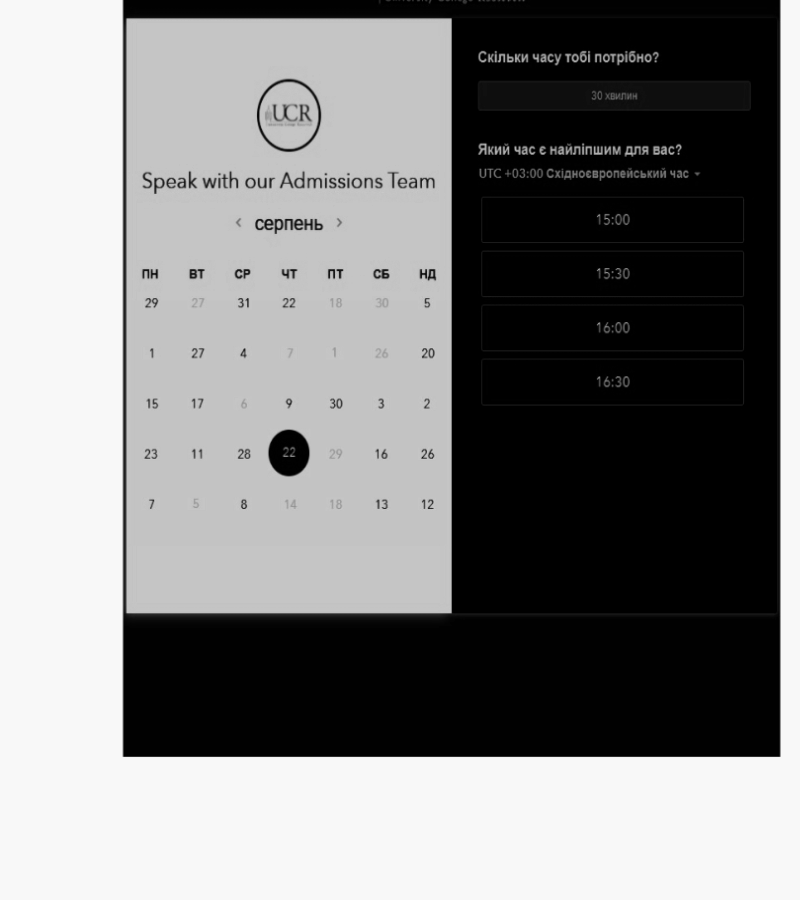 UCR
Speak with our Admissions Team
серпень
ПН ВТ СР ЧТ ПТ СБ НД
29 27 31 22 18 30 5
1 27 4 7 1 26 20
15 17 6 9 30 3 2
23 11 28 22 29 16 26
7 5 8 14 18 13 12
Скільки часу тобі потрібно?
30 хвилин
Який час є найліпшим для вас?
UTC +03:00 Східноєвропейський час
15:00
15:30
16:00
16:30